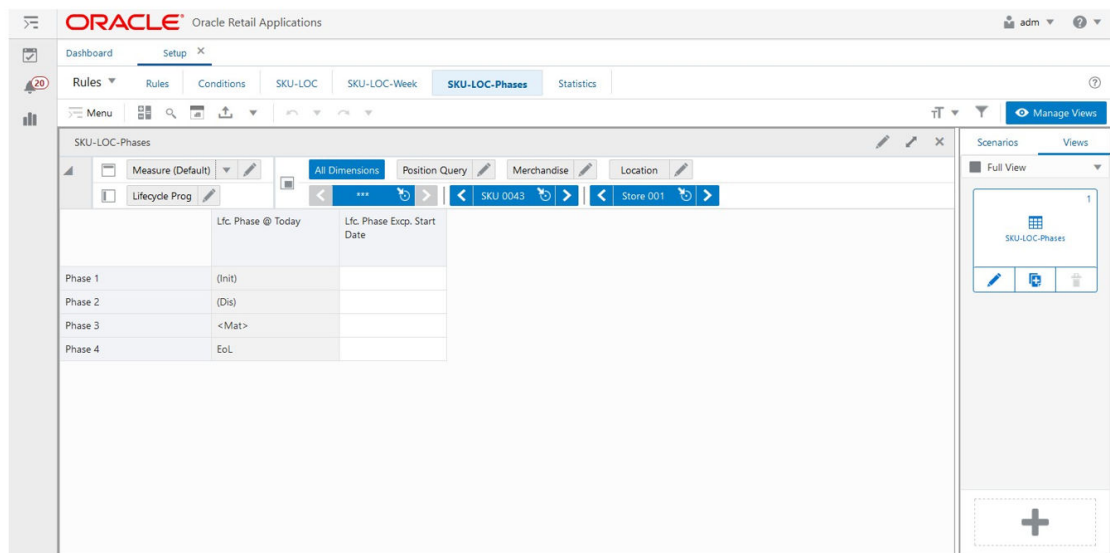 ORACLE® Oracle Retail Applications adm
Dashboard Setup
20 Rules Rules Conditions SKU-LOC SKU-LOC-Week SKU-LOC-Phases Statistics
Menu Manage Views
SKU-LOC-Phases Scenarios Views
Measure (Default) All Dimensions Position Query Merchandise Location Full View
Lifecycle Prog *** SKU 0043 Store 001 1
Lfc. Phase @ Today Lfc. Phase Excp. Start
Date
SKU-LOC-Phases
Phase 1 (Init)
Phase 2 (Dis)
Phase 3 <Mat>
Phase 4 EoL